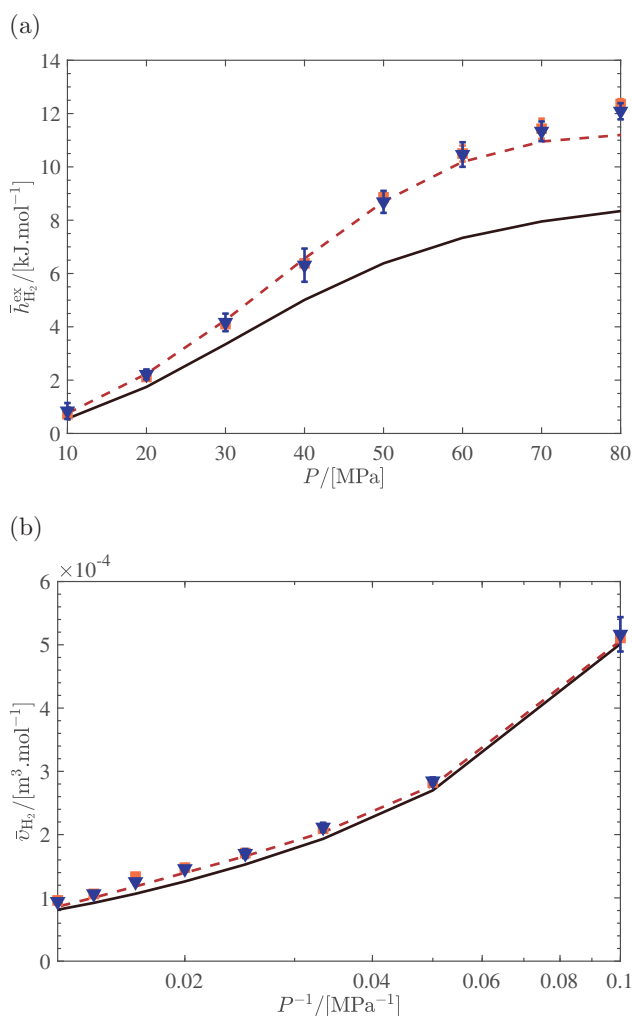 (a)
14
12
10
8
6
4
2
0
h̄ᵉˣ_H₂/[kJ.mol⁻¹]
10 20 30 40 50 60 70 80
P/[MPa]
(b)
×10⁻⁴
6
5
4
3
2
1
0
v̄_H₂/[m³.mol⁻¹]
0.02 0.04 0.06 0.08 0.1
P⁻¹/[MPa⁻¹]